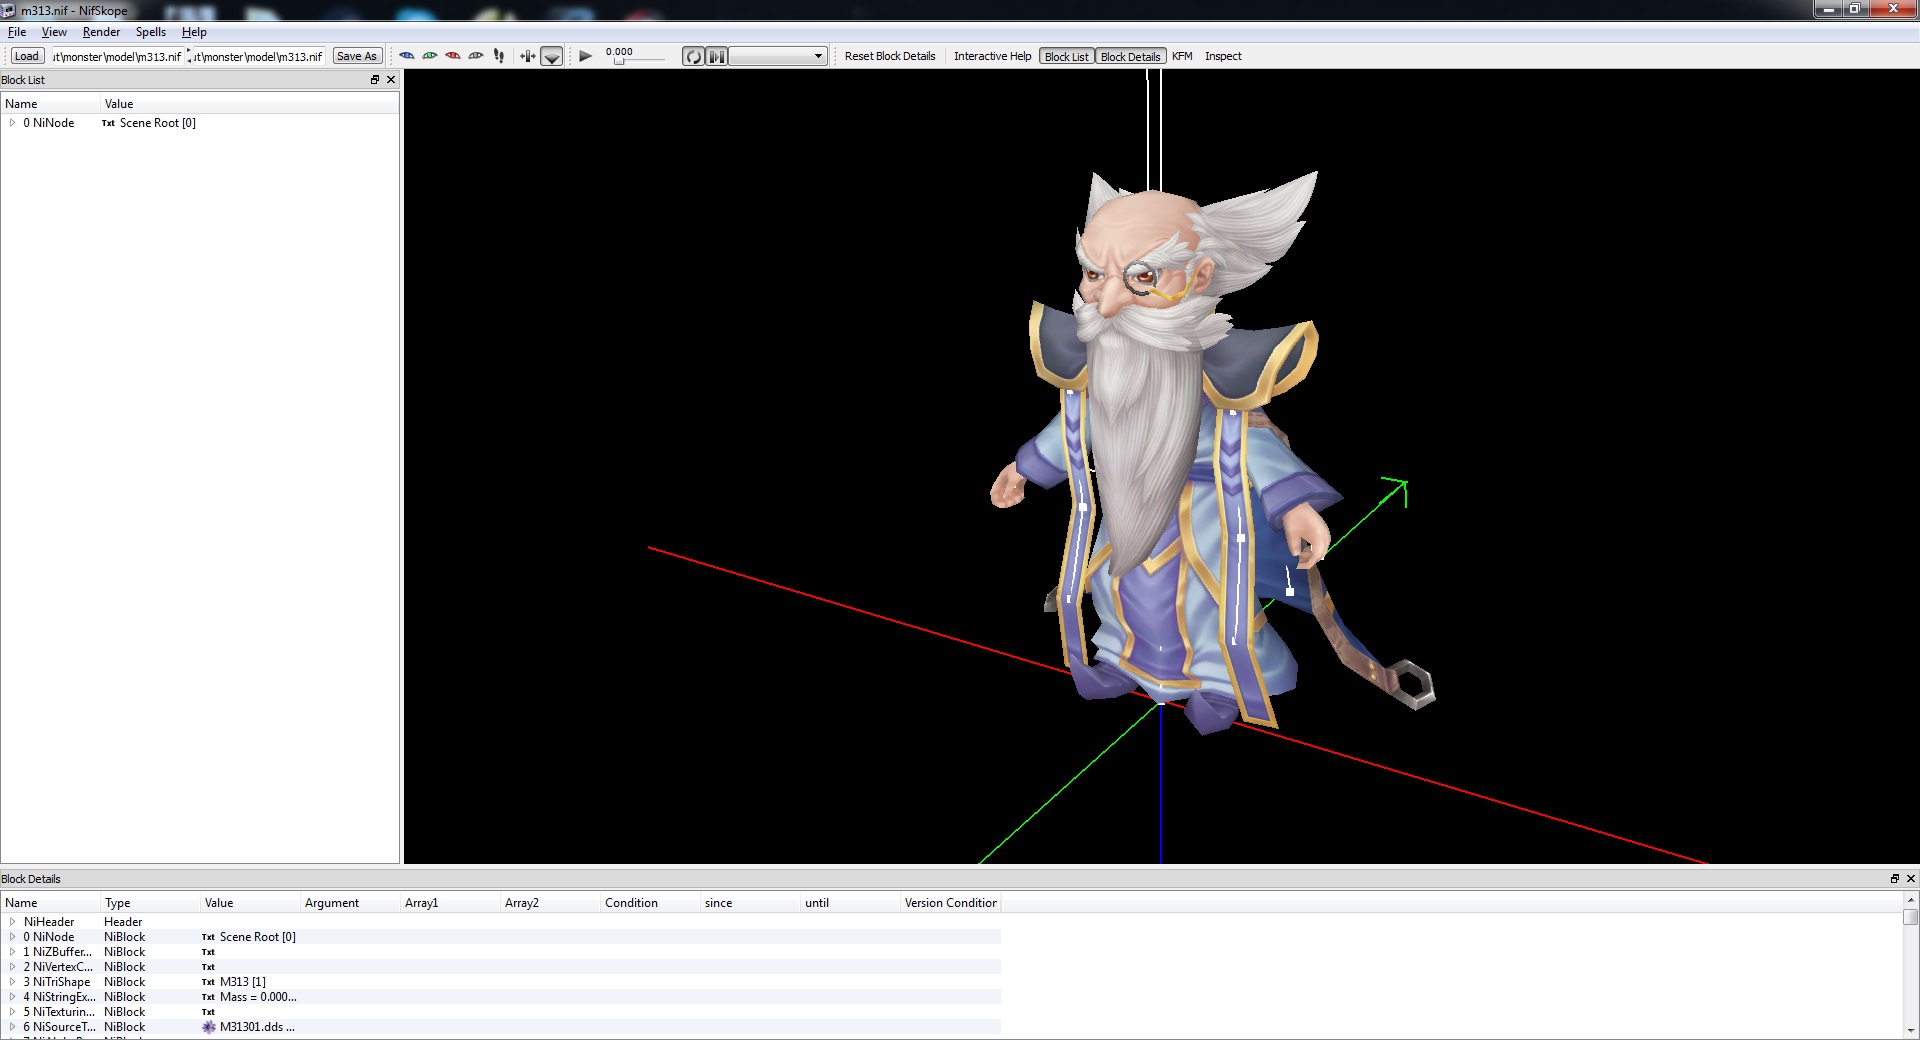 m313.nif - NifSkope
File View Render Spells Help
Load ut\monster\model\m313.nif ut\monster\model\m313.nif Save As 0.000 Reset Block Details Interactive Help Block List Block Details KFM Inspect
Block List
Name Value
0 NiNode Txt Scene Root [0]
Block Details
Name Type Value Argument Array1 Array2 Condition since until Version Condition
NiHeader Header
0 NiNode NiBlock Txt Scene Root [0]
1 NiZBuffer... NiBlock Txt
2 NiVertexC... NiBlock Txt
3 NiTriShape NiBlock Txt M313 [1]
4 NiStringEx... NiBlock Txt Mass = 0.000...
5 NiTexturin... NiBlock Txt
6 NiSourceT... NiBlock M31301.dds ...